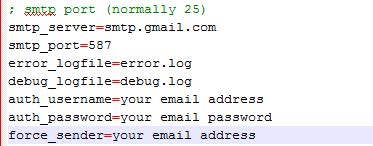 ; smtp port (normally 25)
smtp_server=smtp.gmail.com
smtp_port=587
error_logfile=error.log
debug_logfile=debug.log
auth_username=your email address
auth_password=your email password
force_sender=your email address